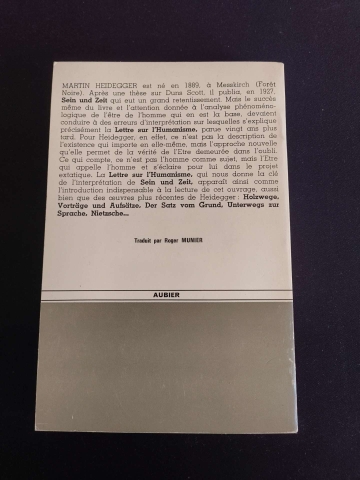 MARTIN HEIDEGGER est né en 1889, à Messkirch (Forêt
Noire). Après une thèse sur Duns Scott, il publia, en 1927,
Sein und Zeit qui eut un grand retentissement. Mais le succès
même du livre et l'attention donnée à l'analyse phénoméno-
logique de l'être de l'homme qui en est la base, devaient
conduire à des erreurs d'interprétation sur lesquelles s'explique
précisément la Lettre sur l'Humanisme, parue vingt ans plus
tard. Pour Heidegger, en effet, ce n'est pas la description de
l'existence qui importe en elle-même, mais l'approche nouvelle
qu'elle permet de la vérité de l'Etre demeurée dans l'oubli.
Ce qui compte, ce n'est pas l'homme comme sujet, mais l'Etre
qui appelle l'homme et s'éclaire pour lui dans le projet
extatique. La Lettre sur l'Humanisme, qui nous donne la clé
de l'interprétation de Sein und Zeit, apparaît ainsi comme
l'introduction indispensable à la lecture de cet ouvrage, aussi
bien que des œuvres plus récentes de Heidegger : Holzwege,
Vorträge und Aufsätze, Der Satz vom Grund, Unterwegs zur
Sprache, Nietzsche...
Traduit par Roger MUNIER
AUBIER